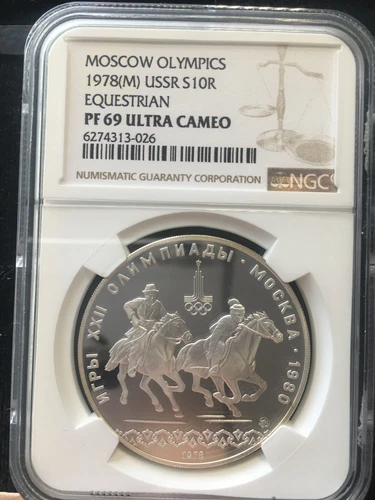 MOSCOW OLYMPICS
1978(M) USSR S10R
EQUESTRIAN
PF 69 ULTRA CAMEO
6274313-026
NUMISMATIC GUARANTY CORPORATION
NGC
ИГРЫ XXII ОЛИМПИАДЫ • МОСКВА • 1980
1978